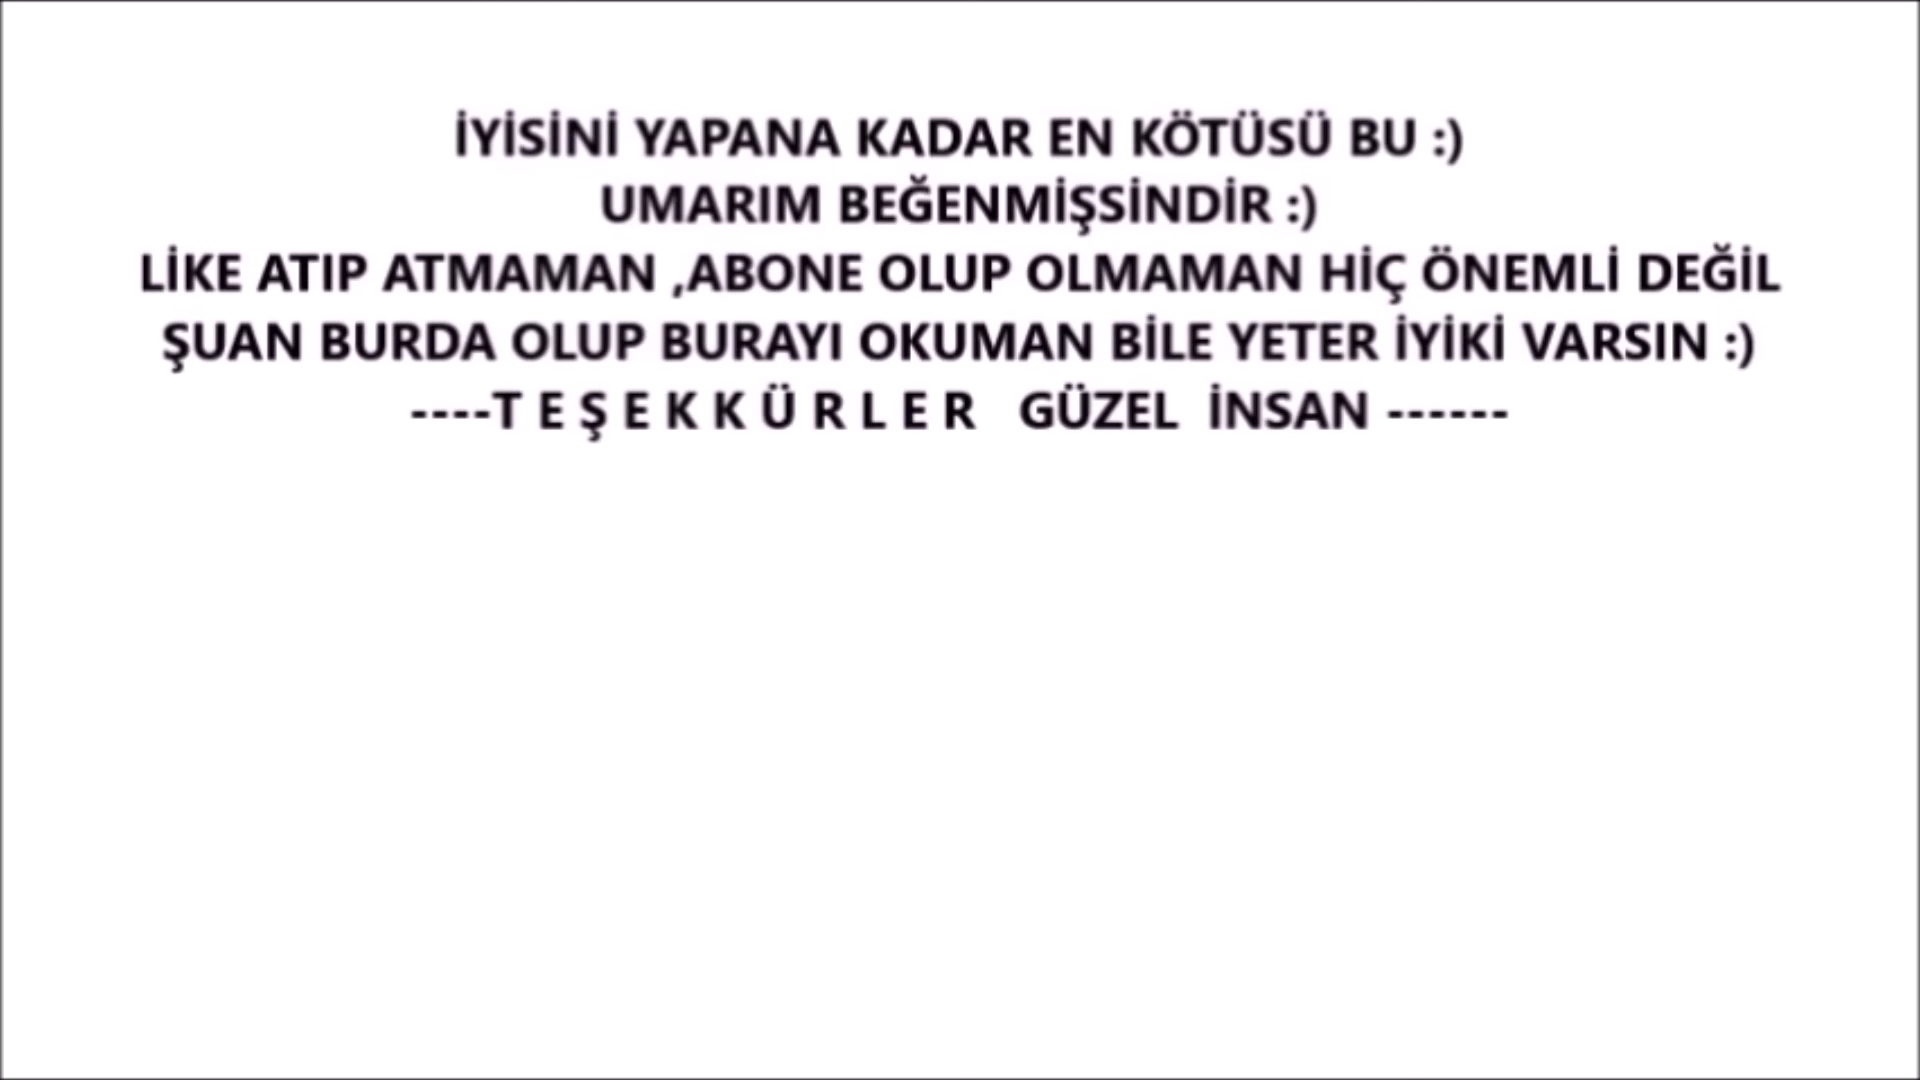 İYİSİNİ YAPANA KADAR EN KÖTÜSÜ BU :)
UMARIM BEĞENMİŞSİNDİR :)
LİKE ATIP ATMAMAN ,ABONE OLUP OLMAMAN HİÇ ÖNEMLİ DEĞİL
ŞUAN BURDA OLUP BURAYI OKUMAN BİLE YETER İYİKİ VARSIN :)
----T E Ş E K K Ü R L E R   GÜZEL  İNSAN ------